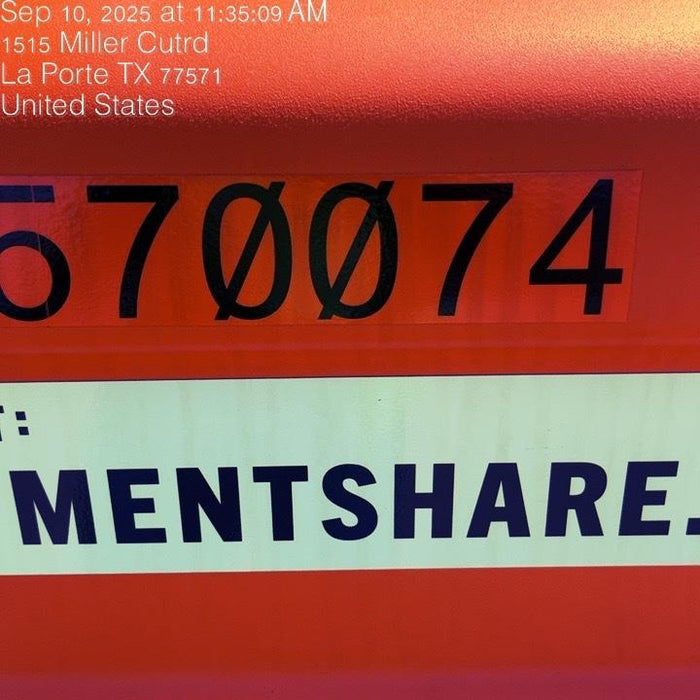 Sep 10, 2025 at 11:35:09 AM
1515 Miller Cutrd
La Porte TX 77571
United States
570074
T:
MENTSHARE.